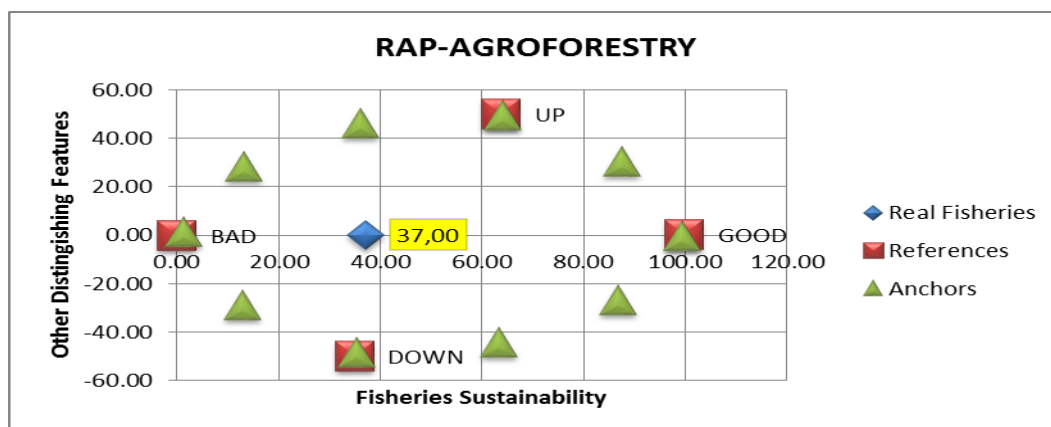 RAP-AGROFORESTRY
Other Distingishing Features
60.00
40.00
20.00
0.00
-20.00
-40.00
-60.00
UP
BAD
37,00
GOOD
DOWN
0.00 20.00 40.00 60.00 80.00 100.00 120.00
Fisheries Sustainability
Real Fisheries
References
Anchors